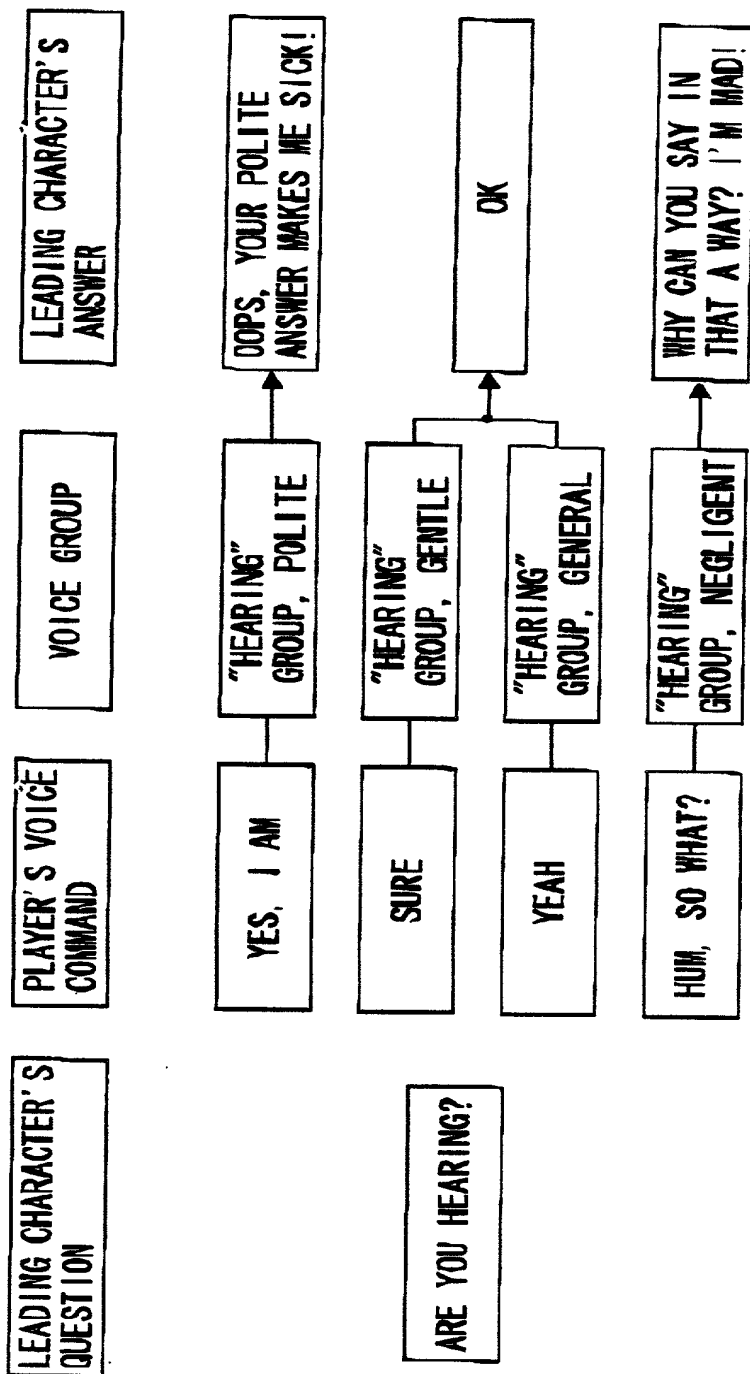 LEADING CHARACTER'S
QUESTION
PLAYER'S VOICE
COMMAND
VOICE GROUP
LEADING CHARACTER'S
ANSWER
ARE YOU HEARING?
YES, I AM
"HEARING"
GROUP, POLITE
OOPS, YOUR POLITE
ANSWER MAKES ME SICK!
SURE
"HEARING"
GROUP, GENTLE
OK
YEAH
"HEARING"
GROUP, GENERAL
HUM, SO WHAT?
"HEARING"
GROUP, NEGLIGENT
WHY CAN YOU SAY IN
THAT A WAY? I'M MAD!